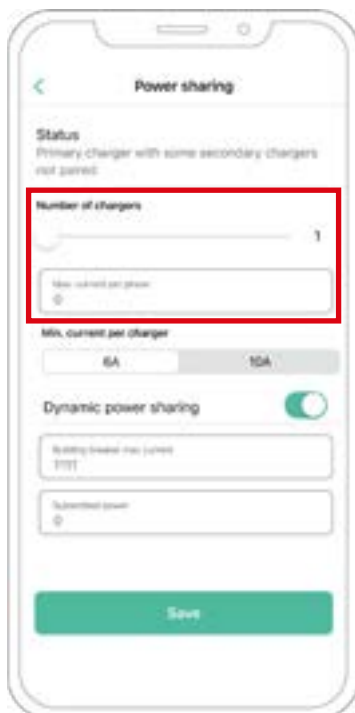 Power sharing
Status
Primary charger with some secondary chargers
not paired
Number of chargers
1
Max. current per phase
0
Min. current per charger
6A 10A
Dynamic power sharing
Building breaker max current
Subscribed power
0
Save